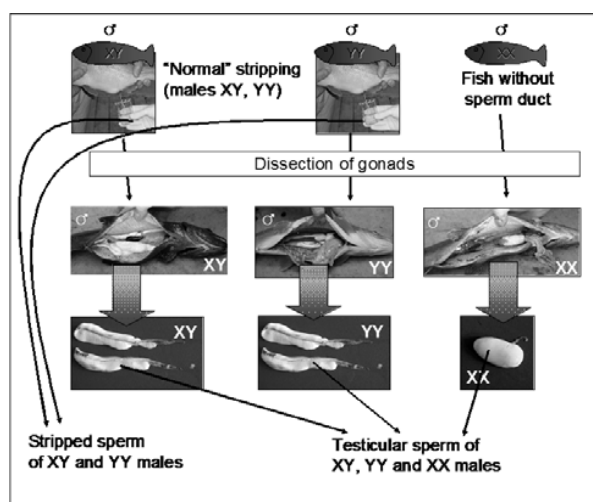 ♂ ♂ ♂
XY YY XX
"Normal" stripping
(males XY, YY)
Fish without
sperm duct
Dissection of gonads
♂ ♂ ♂
XY YY XX
XY YY XX
Stripped sperm
of XY and YY males
Testicular sperm of
XY, YY and XX males